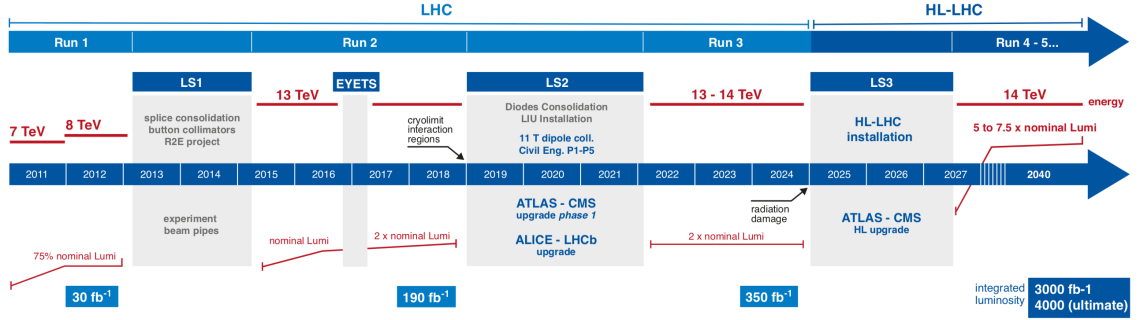 LHC
HL-LHC
Run 1
Run 2
Run 3
Run 4 - 5...
LS1
EYETS
LS2
LS3
13 TeV
13 - 14 TeV
14 TeV
energy
splice consolidation
button collimators
R2E project
Diodes Consolidation
LIU Installation
11 T dipole coll.
Civil Eng. P1-P5
HL-LHC
installation
7 TeV
8 TeV
cryolimit
interaction
regions
5 to 7.5 x nominal Lumi
2011
2012
2013
2014
2015
2016
2017
2018
2019
2020
2021
2022
2023
2024
2025
2026
2027
2040
experiment
beam pipes
ATLAS - CMS
upgrade phase 1
ALICE - LHCb
upgrade
radiation
damage
ATLAS - CMS
HL upgrade
75% nominal Lumi
nominal Lumi
2 x nominal Lumi
2 x nominal Lumi
30 fb-1
190 fb-1
350 fb-1
integrated
luminosity
3000 fb-1
4000 (ultimate)